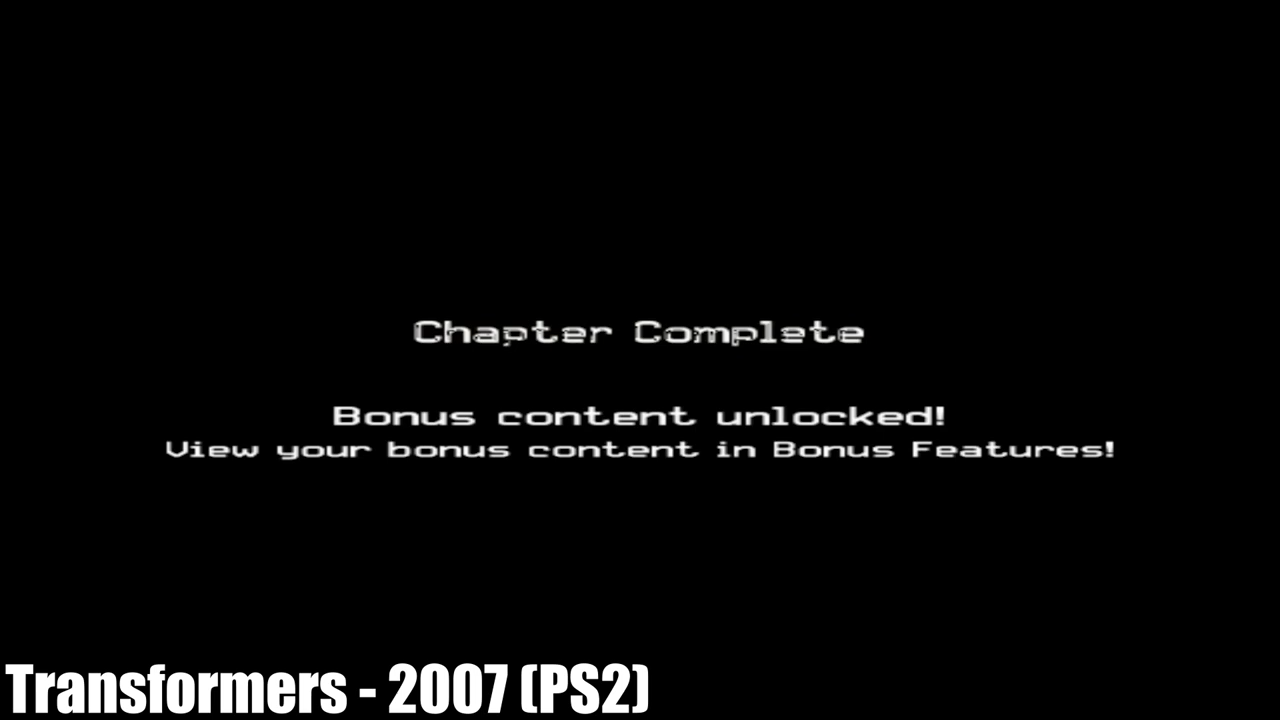 Chapter Complete
Bonus content unlocked!
View your bonus content in Bonus Features!
Transformers - 2007 (PS2)